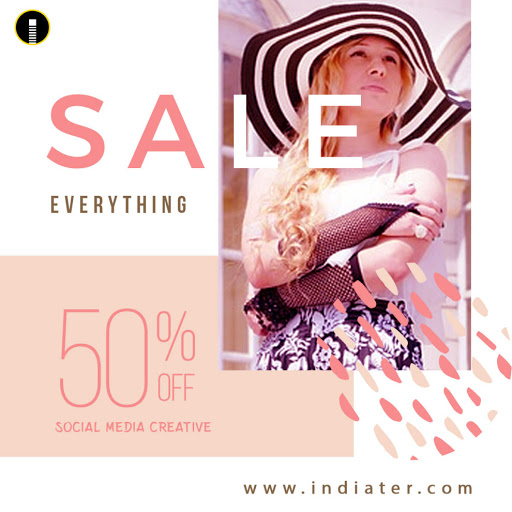 SALE
EVERYTHING
50% OFF
SOCIAL MEDIA CREATIVE
www.indiater.com